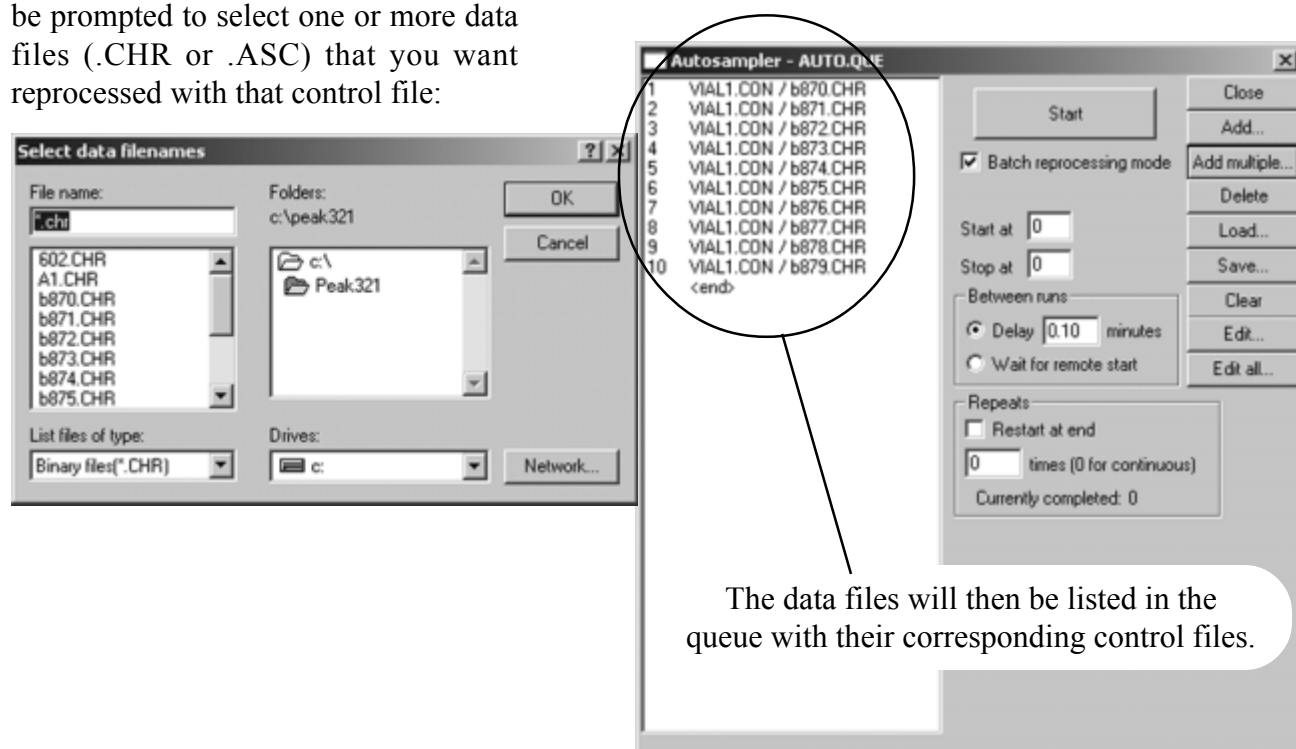 be prompted to select one or more data
files (.CHR or .ASC) that you want
reprocessed with that control file:
Select data filenames
File name:
*.chr
602.CHR
A1.CHR
b870.CHR
b871.CHR
b872.CHR
b873.CHR
b874.CHR
b875.CHR
List files of type:
Binary files(*.CHR)
Folders:
c:\peak321
c:\
Peak321
Drives:
c:
OK
Cancel
Network...
Autosampler - AUTO.QUE
1 VIAL1.CON / b870.CHR
2 VIAL1.CON / b871.CHR
3 VIAL1.CON / b872.CHR
4 VIAL1.CON / b873.CHR
5 VIAL1.CON / b874.CHR
6 VIAL1.CON / b875.CHR
7 VIAL1.CON / b876.CHR
8 VIAL1.CON / b877.CHR
9 VIAL1.CON / b878.CHR
10 VIAL1.CON / b879.CHR
<end>
Start
Batch reprocessing mode
Start at 0
Stop at 0
Between runs
Delay 0.10 minutes
Wait for remote start
Repeats
Restart at end
0 times (0 for continuous)
Currently completed: 0
Close
Add...
Add multiple...
Delete
Load...
Save...
Clear
Edit...
Edit all...
The data files will then be listed in the
queue with their corresponding control files.